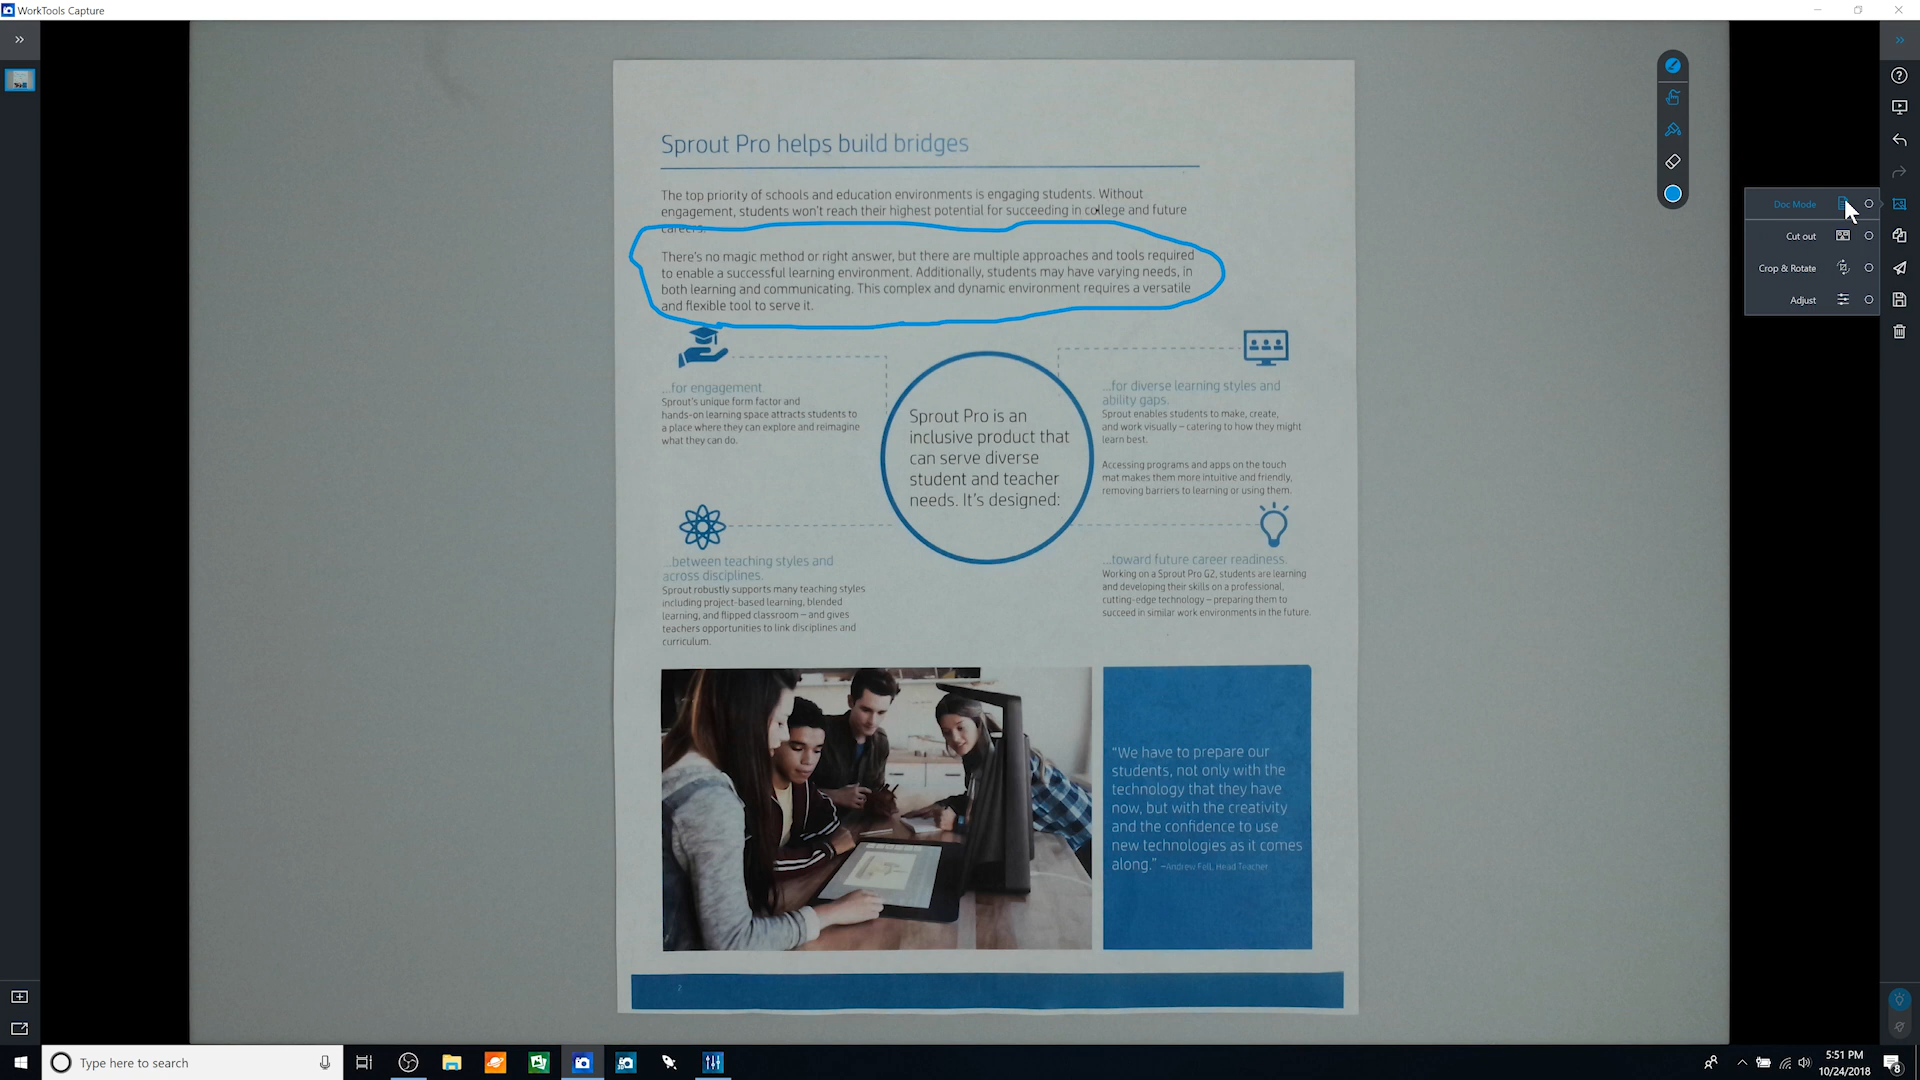 WorkTools Capture
Sprout Pro helps build bridges
The top priority of schools and education environments is engaging students. Without
engagement, students won't reach their highest potential for succeeding in college and future
careers.
There's no magic method or right answer, but there are multiple approaches and tools required
to enable a successful learning environment. Additionally, students may have varying needs, in
both learning and communicating. This complex and dynamic environment requires a versatile
and flexible tool to serve it.
...for engagement.
Sprout's unique form factor and
hands-on learning space attracts students to
a place where they can explore and reimagine
what they can do.
Sprout Pro is an
inclusive product that
can serve diverse
student and teacher
needs. It's designed:
...for diverse learning styles and
ability gaps.
Sprout enables students to make, create,
and work visually – catering to how they might
learn best.
Accessing programs and apps on the touch
mat makes them more intuitive and friendly,
removing barriers to learning or using them.
...between teaching styles and
across disciplines.
Sprout robustly supports many teaching styles
including project-based learning, blended
learning, and flipped classroom – and gives
teachers opportunities to link disciplines and
curriculum.
...toward future career readiness.
Working on a Sprout Pro G2, students are learning
and developing their skills on a professional,
cutting-edge technology – preparing them to
succeed in similar work environments in the future.
"We have to prepare our
students, not only with the
technology that they have
now, but with the creativity
and the confidence to use
new technologies as it comes
along." –Andrew Fell, Head Teacher
2
Doc Mode
Cut out
Crop & Rotate
Adjust
Type here to search
5:51 PM
10/24/2018
8